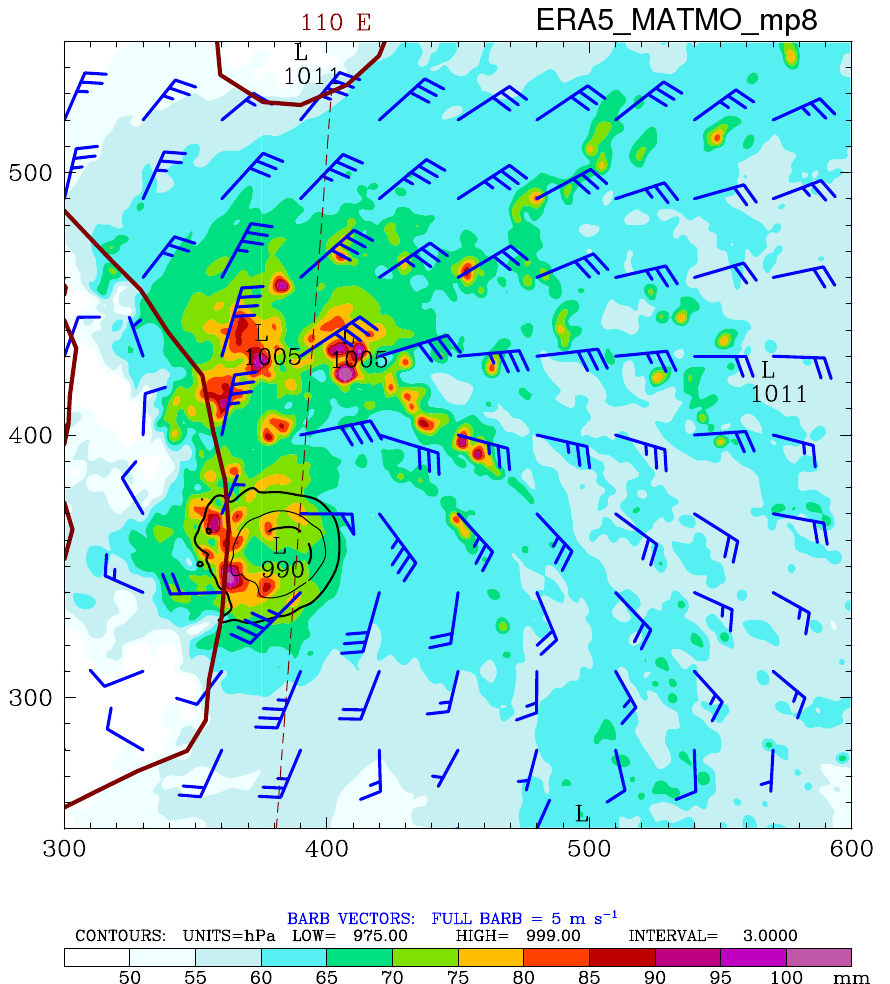 110 E ERA5_MATMO_mp8
L
1011
500
L L
1005 1005
L
1011
400
L
990
300
L
300 400 500 600
BARB VECTORS: FULL BARB = 5 m s⁻¹
CONTOURS: UNITS=hPa LOW= 975.00 HIGH= 999.00 INTERVAL= 3.0000
50 55 60 65 70 75 80 85 90 95 100 mm